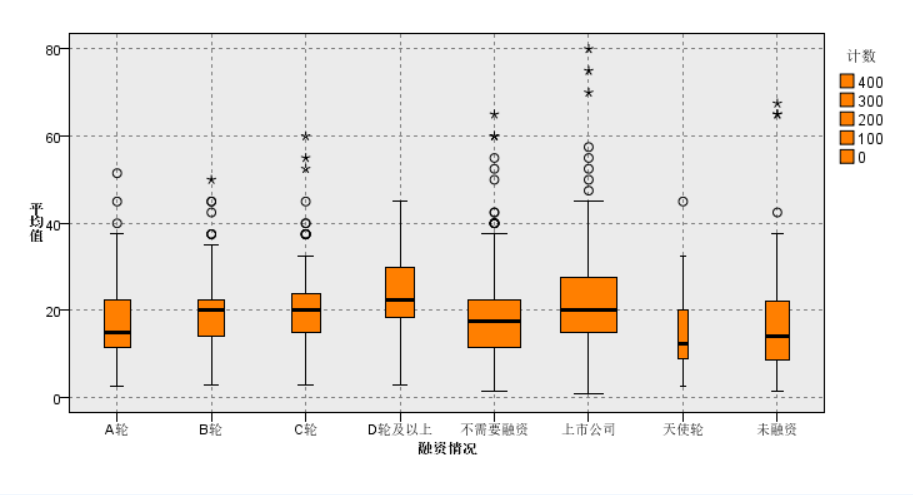 80
60
40
20
0
平均值
A轮
B轮
C轮
D轮及以上
不需要融资
上市公司
天使轮
未融资
融资情况
计数
400
300
200
100
0